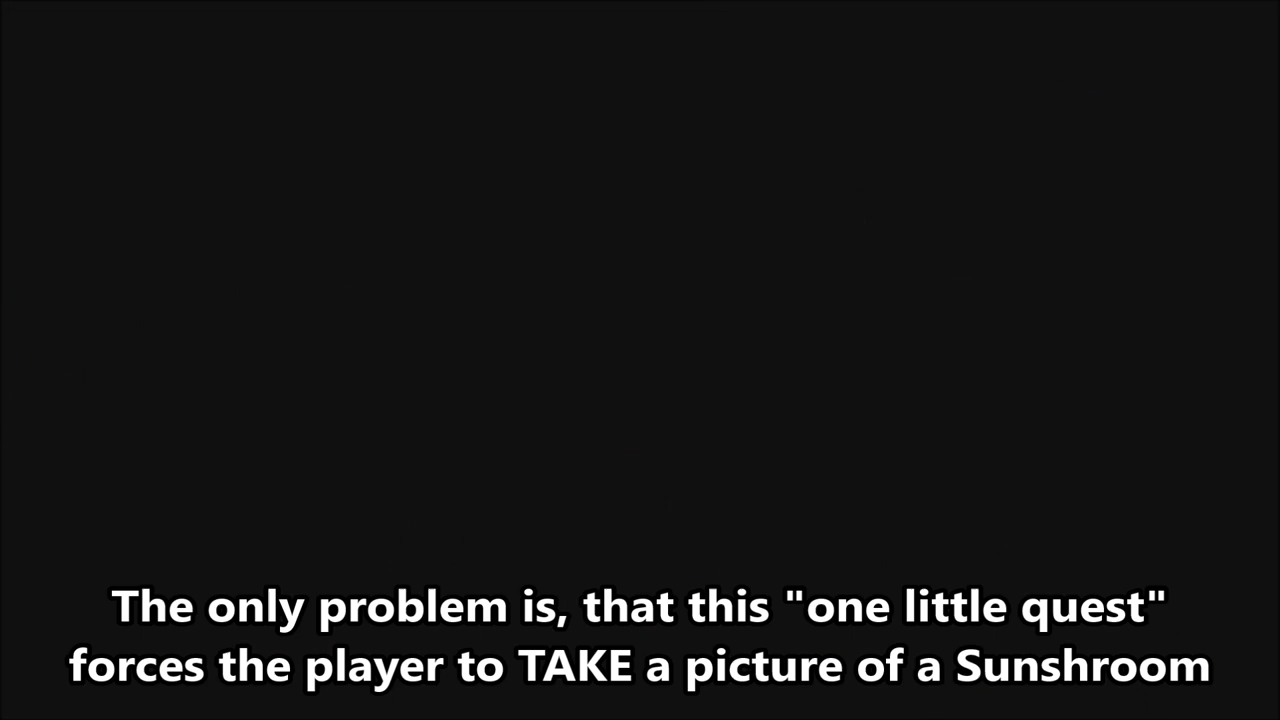 The only problem is, that this "one little quest"
forces the player to TAKE a picture of a Sunshroom